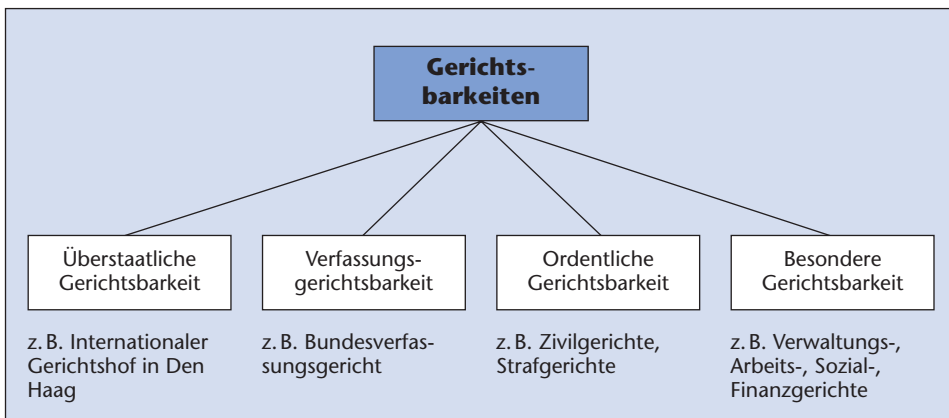 Gerichts-
barkeiten
Überstaatliche
Gerichtsbarkeit
Verfassungs-
gerichtsbarkeit
Ordentliche
Gerichtsbarkeit
Besondere
Gerichtsbarkeit
z. B. Internationaler
Gerichtshof in Den
Haag
z. B. Bundesverfas-
sungsgericht
z. B. Zivilgerichte,
Strafgerichte
z. B. Verwaltungs-,
Arbeits-, Sozial-,
Finanzgerichte